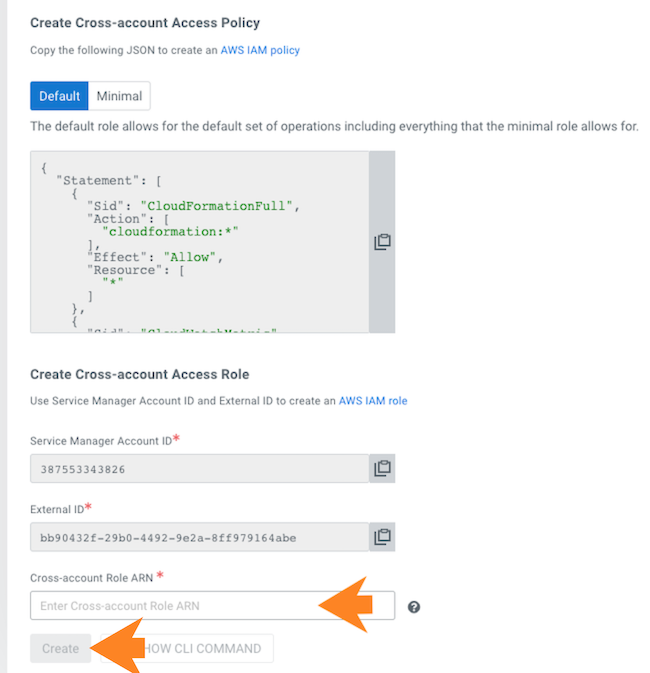 Create Cross-account Access Policy
Copy the following JSON to create an AWS IAM policy
Default Minimal
The default role allows for the default set of operations including everything that the minimal role allows for.
{
"Statement": [
{
"Sid": "CloudFormationFull",
"Action": [
"cloudformation:*"
],
"Effect": "Allow",
"Resource": [
"*"
]
},
{
"Sid": "CloudWatchMetric"
Create Cross-account Access Role
Use Service Manager Account ID and External ID to create an AWS IAM role
Service Manager Account ID*
387553343826
External ID*
bb90432f-29b0-4492-9e2a-8ff979164abe
Cross-account Role ARN *
Enter Cross-account Role ARN
?
Create HOW CLI COMMAND